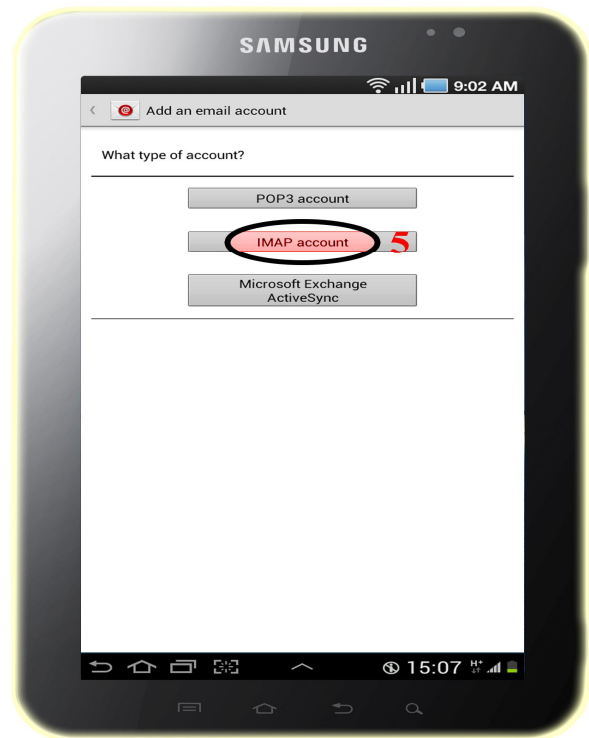 SAMSUNG
9:02 AM
Add an email account
What type of account?
POP3 account
IMAP account 5
Microsoft Exchange
ActiveSync
15:07 H+